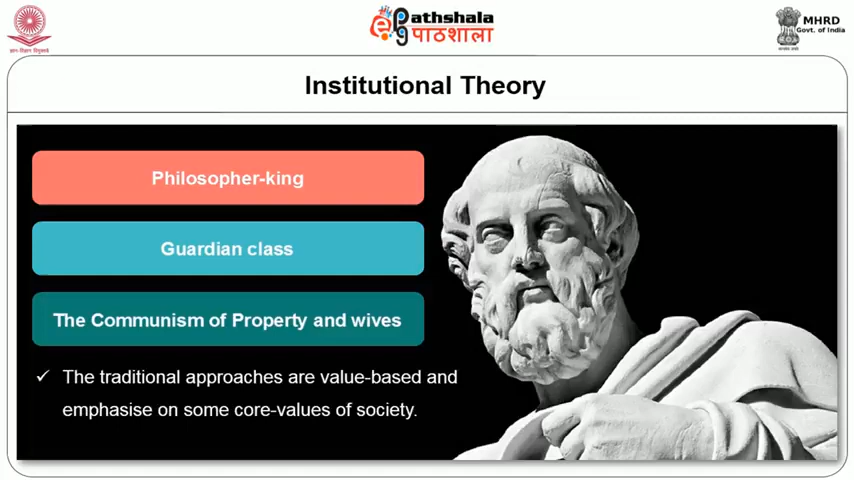 ePathshala
पाठशाला
MHRD
Govt. of India
Institutional Theory
Philosopher-king
Guardian class
The Communism of Property and wives
✓ The traditional approaches are value-based and
emphasise on some core-values of society.